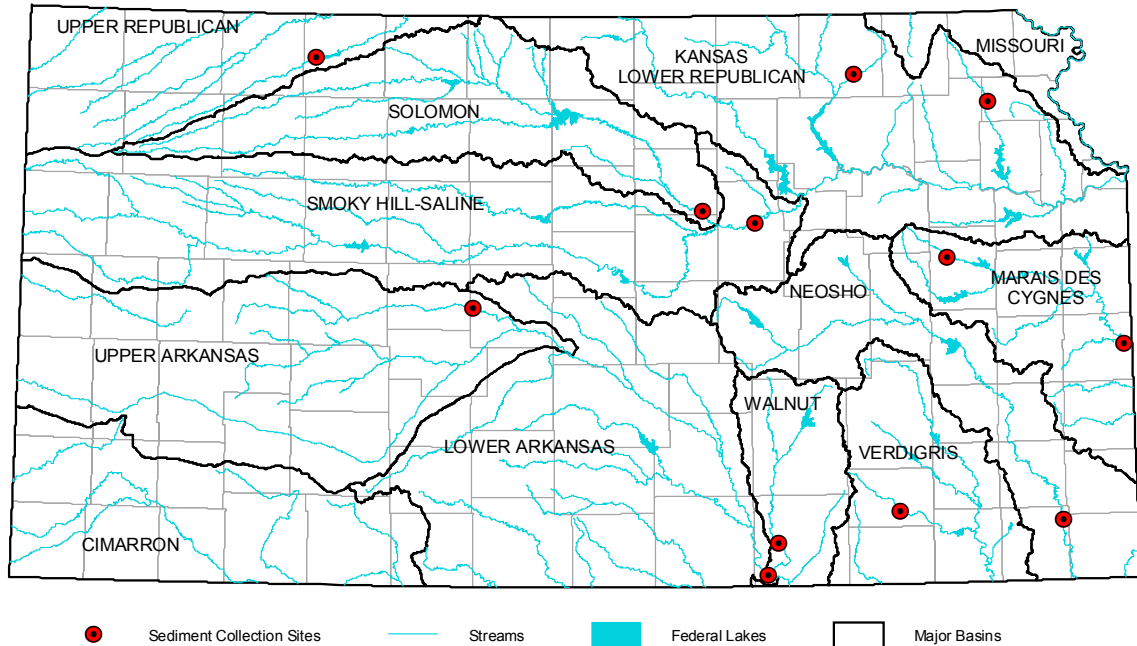 UPPER REPUBLICAN
MISSOURI
KANSAS
LOWER REPUBLICAN
SOLOMON
SMOKY HILL-SALINE
NEOSHO
MARAIS DES
CYGNES
UPPER ARKANSAS
WALNUT
LOWER ARKANSAS
VERDIGRIS
CIMARRON
Sediment Collection Sites
Streams
Federal Lakes
Major Basins